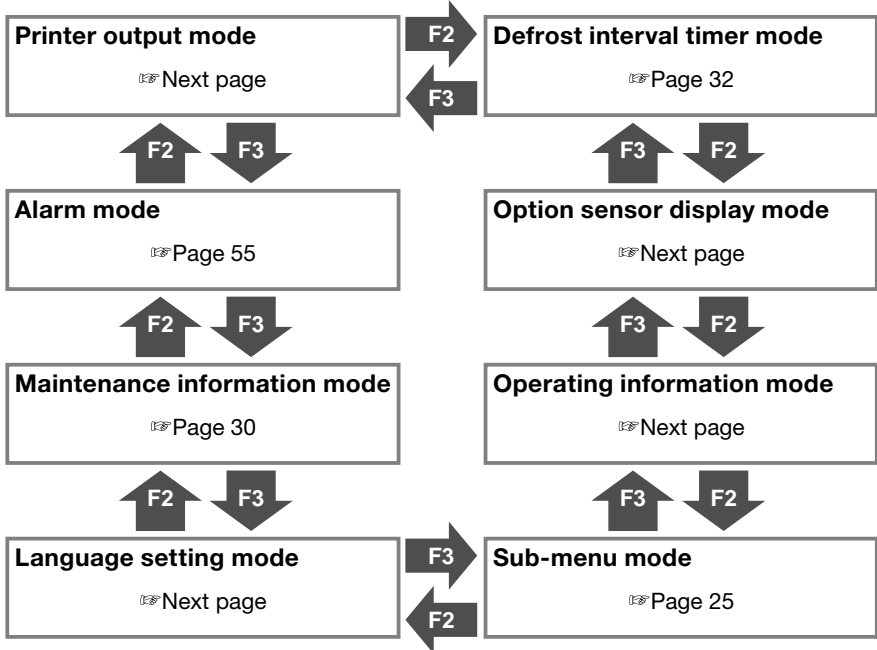 Printer output mode
☞Next page
F2
F3
Defrost interval timer mode
☞Page 32
F2
F3
F3
F2
Alarm mode
☞Page 55
Option sensor display mode
☞Next page
F2
F3
F3
F2
Maintenance information mode
☞Page 30
Operating information mode
☞Next page
F2
F3
F3
F2
Language setting mode
☞Next page
F3
F2
Sub-menu mode
☞Page 25